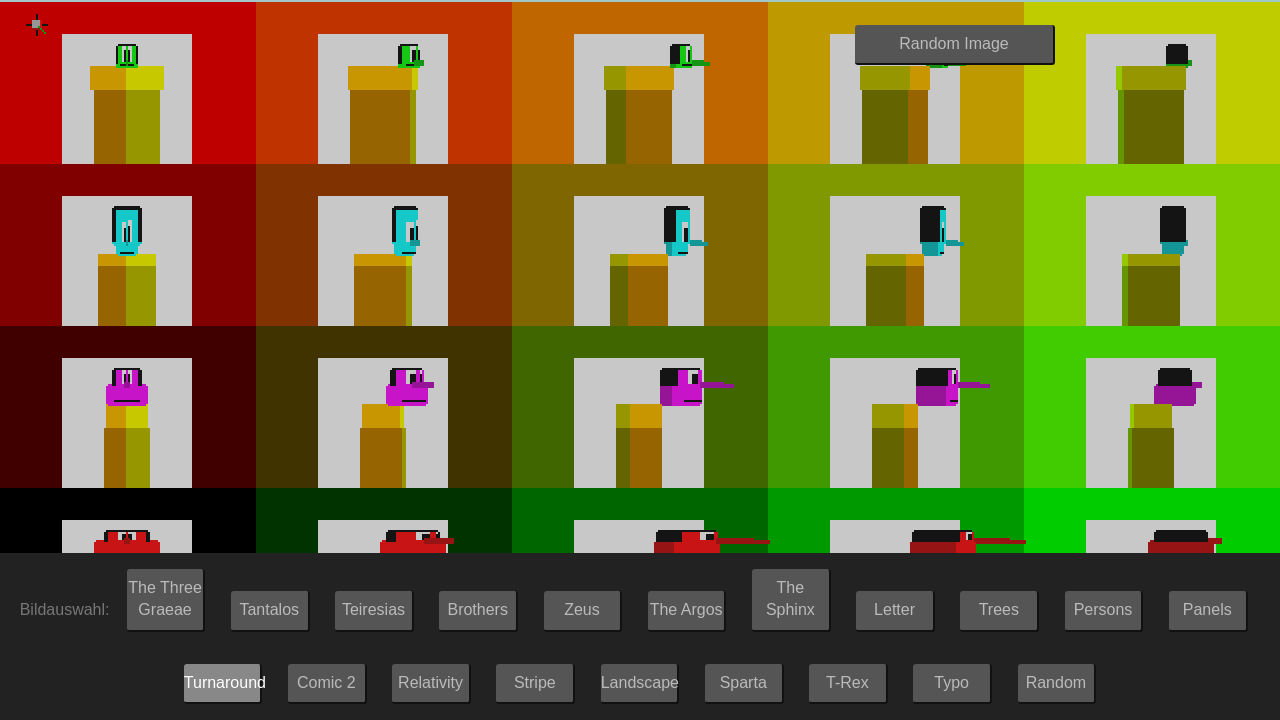 Random Image
Bildauswahl:
The Three
Graeae
Tantalos
Teiresias
Brothers
Zeus
The Argos
The
Sphinx
Letter
Trees
Persons
Panels
Turnaround
Comic 2
Relativity
Stripe
Landscape
Sparta
T-Rex
Typo
Random